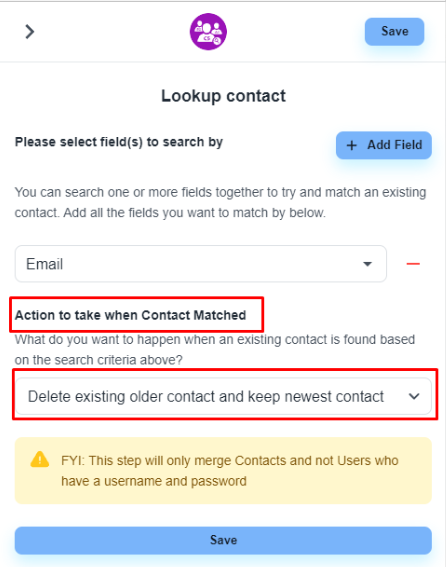 Save
Lookup contact
Please select field(s) to search by
+ Add Field
You can search one or more fields together to try and match an existing
contact. Add all the fields you want to match by below.
Email
Action to take when Contact Matched
What do you want to happen when an existing contact is found based
on the search criteria above?
Delete existing older contact and keep newest contact
FYI: This step will only merge Contacts and not Users who
have a username and password
Save